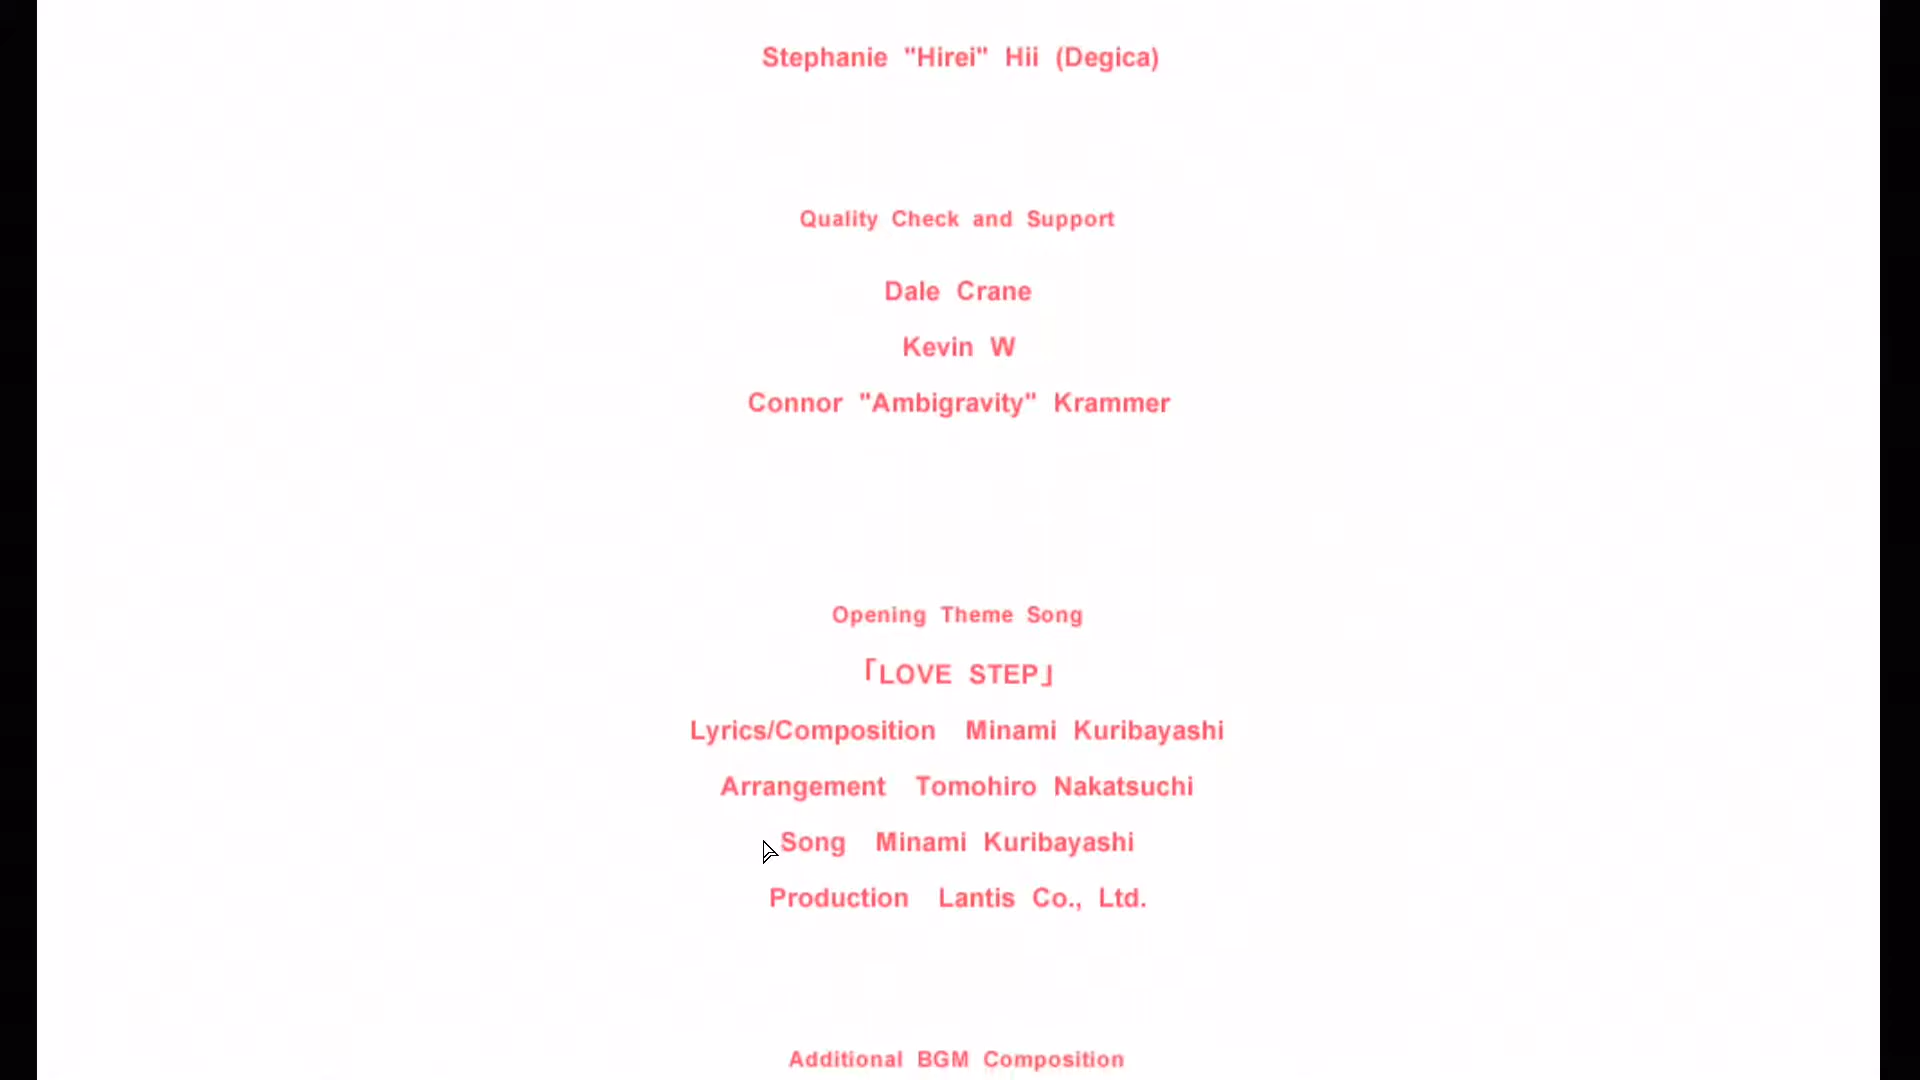 Stephanie "Hirei" Hii (Degica)
Quality Check and Support
Dale Crane
Kevin W
Connor "Ambigravity" Krammer
Opening Theme Song
「LOVE STEP」
Lyrics/Composition Minami Kuribayashi
Arrangement Tomohiro Nakatsuchi
Song Minami Kuribayashi
Production Lantis Co., Ltd.
Additional BGM Composition